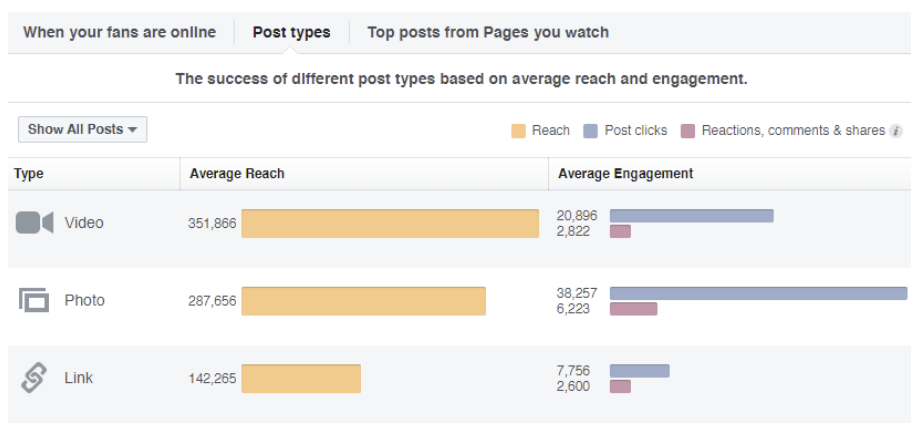 When your fans are online Post types Top posts from Pages you watch
The success of different post types based on average reach and engagement.
Show All Posts Reach Post clicks Reactions, comments & shares i
Type Average Reach Average Engagement
Video 351,866 20,896
2,822
Photo 287,656 38,257
6,223
Link 142,265 7,756
2,600